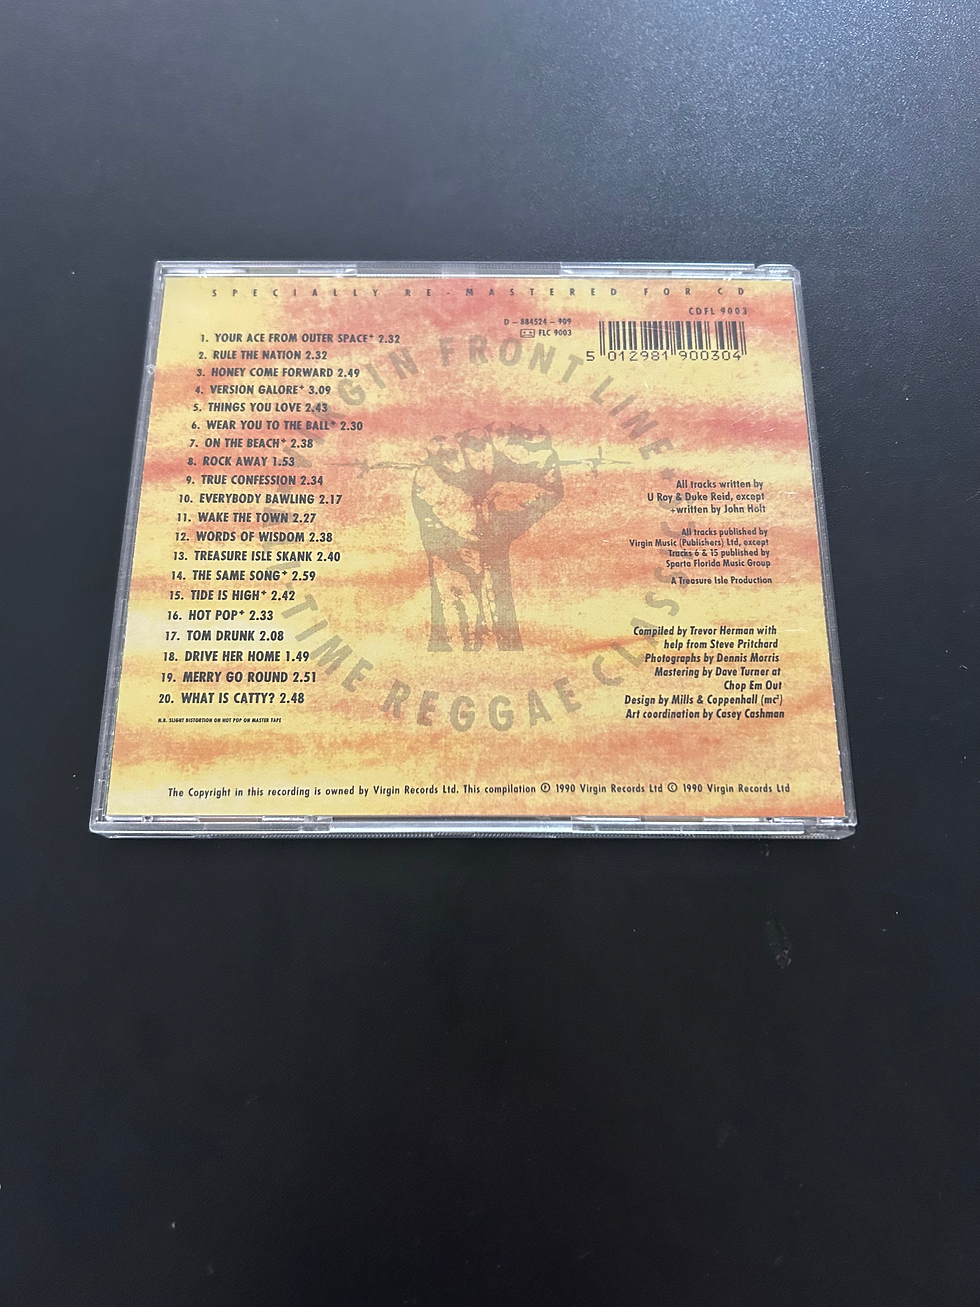 SPECIALLY RE-MASTERED FOR CD
CDFL 9003
D – 884524 – 909
FLC 9003
5 012981 900304
1. YOUR ACE FROM OUTER SPACE+ 2.32
2. RULE THE NATION 2.32
3. HONEY COME FORWARD 2.49
4. VERSION GALORE+ 3.09
5. THINGS YOU LOVE 2.43
6. WEAR YOU TO THE BALL+ 2.30
7. ON THE BEACH+ 2.38
8. ROCK AWAY 1.53
9. TRUE CONFESSION 2.34
10. EVERYBODY BAWLING 2.17
11. WAKE THE TOWN 2.27
12. WORDS OF WISDOM 2.38
13. TREASURE ISLE SKANK 2.40
14. THE SAME SONG+ 2.59
15. TIDE IS HIGH+ 2.42
16. HOT POP+ 2.33
17. TOM DRUNK 2.08
18. DRIVE HER HOME 1.49
19. MERRY GO ROUND 2.51
20. WHAT IS CATTY? 2.48
N.B. SLIGHT DISTORTION ON HOT POP ON MASTER TAPE
VIRGIN FRONT LINE
TIME REGGAE CLASSICS
All tracks written by
U Roy & Duke Reid, except
+written by John Holt
All tracks published by
Virgin Music (Publishers) Ltd, except
Tracks 6 & 15 published by
Sparta Florida Music Group
A Treasure Isle Production
Compiled by Trevor Herman with
help from Steve Pritchard
Photographs by Dennis Morris
Mastering by Dave Turner at
Chop Em Out
Design by Mills & Coppenhall (mc²)
Art coordination by Casey Cashman
The Copyright in this recording is owned by Virgin Records Ltd. This compilation ℗ 1990 Virgin Records Ltd © 1990 Virgin Records Ltd